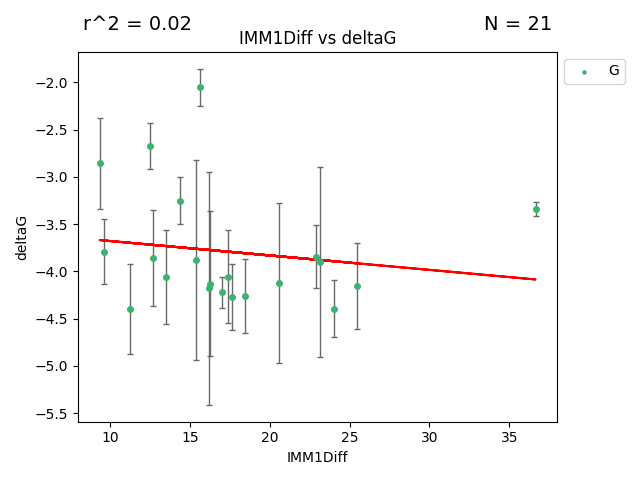 r^2 = 0.02
N = 21
IMM1Diff vs deltaG
G
−2.0
−2.5
−3.0
−3.5
−4.0
−4.5
−5.0
−5.5
deltaG
10 15 20 25 30 35
IMM1Diff